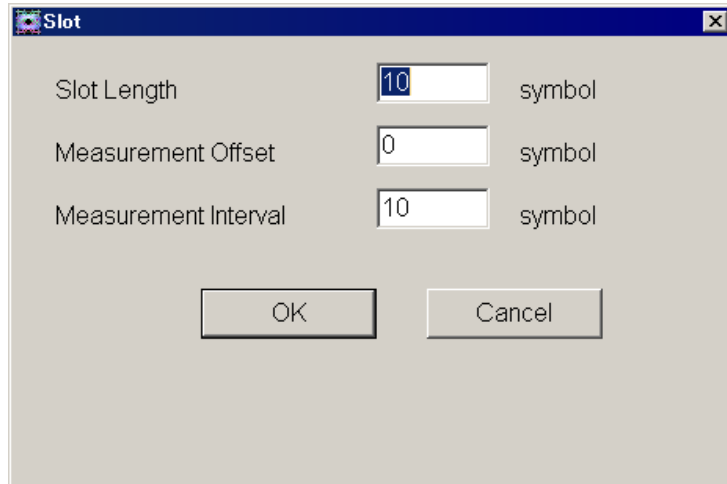 Slot
Slot Length 10 symbol
Measurement Offset 0 symbol
Measurement Interval 10 symbol
OK Cancel